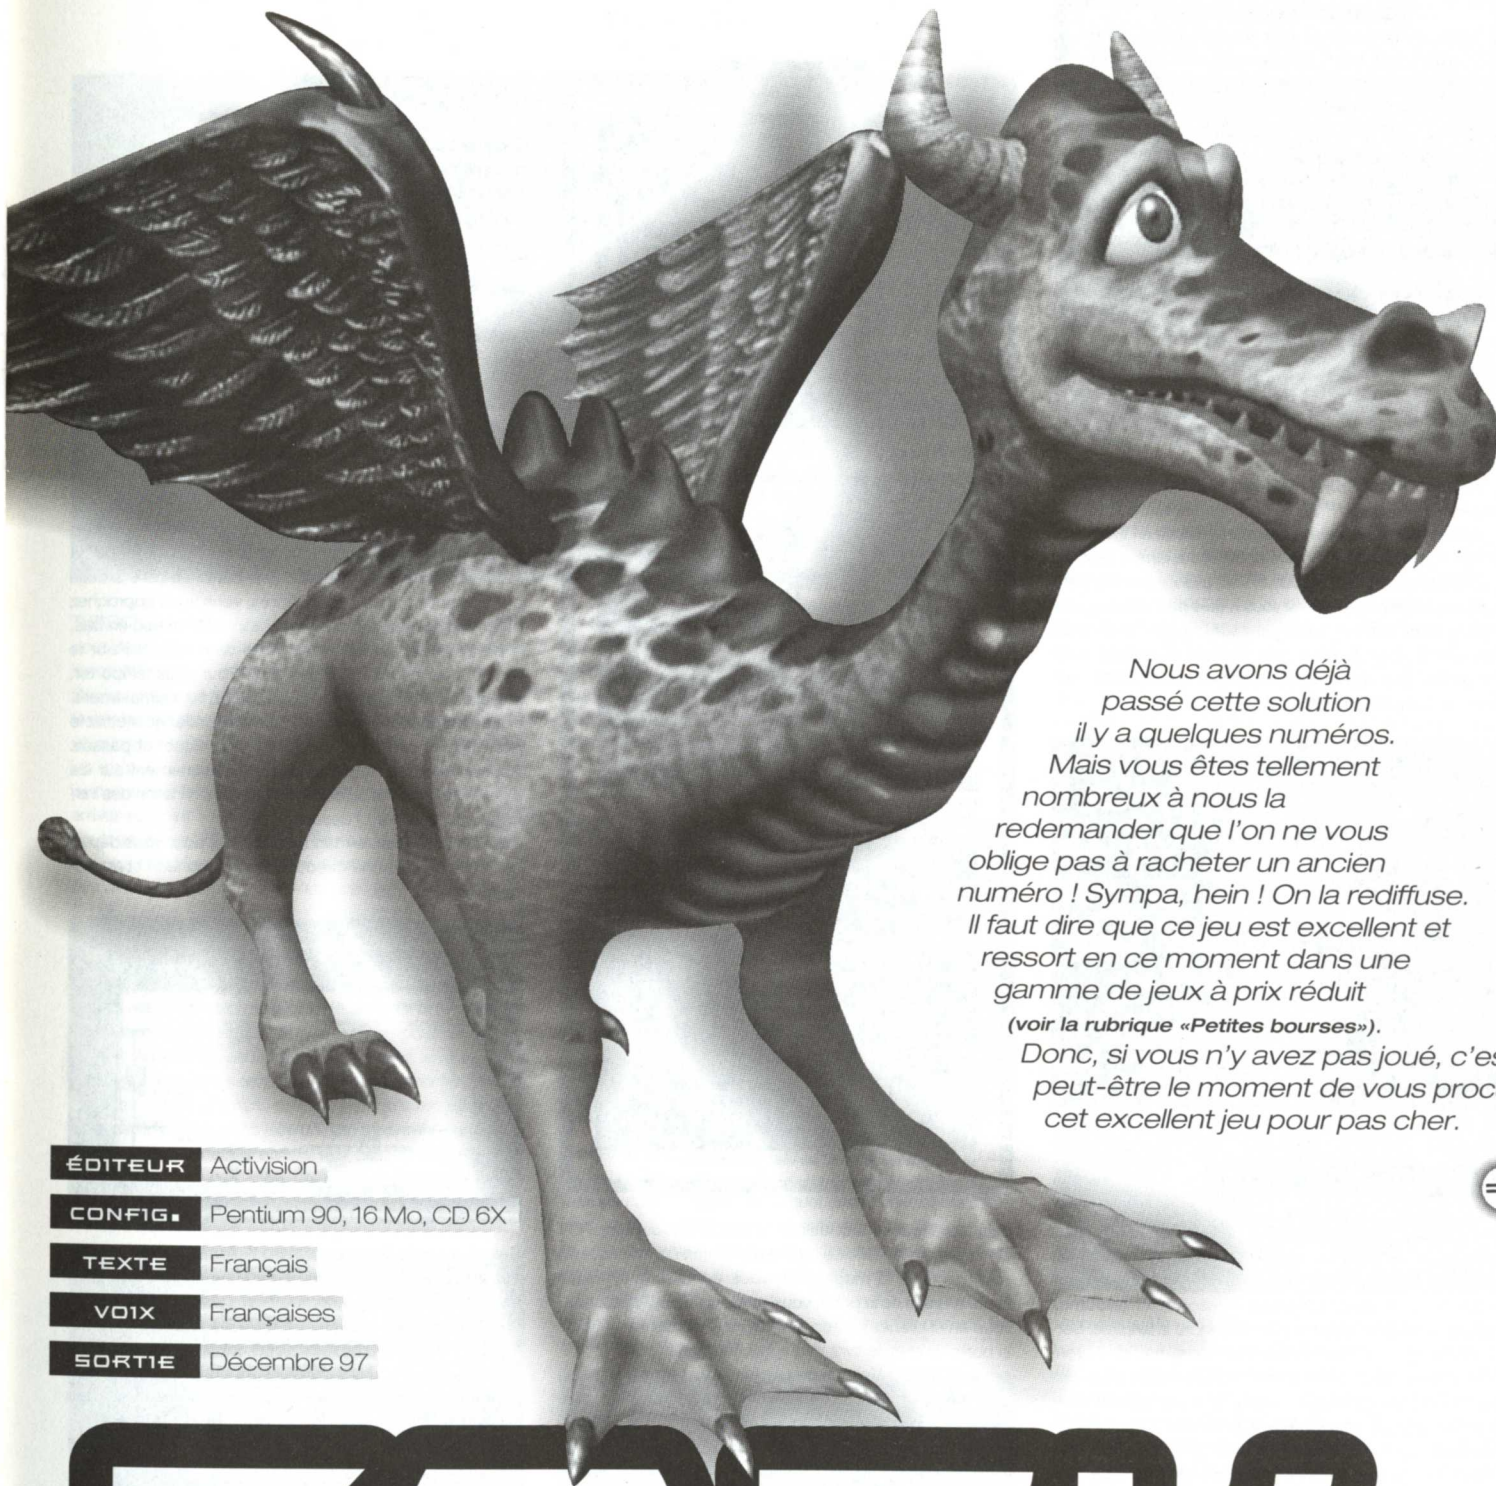 Nous avons déjà
passé cette solution
il y a quelques numéros.
Mais vous êtes tellement
nombreux à nous la
redemander que l'on ne vous
oblige pas à racheter un ancien
numéro ! Sympa, hein ! On la rediffuse.
Il faut dire que ce jeu est excellent et
ressort en ce moment dans une
gamme de jeux à prix réduit
(voir la rubrique «Petites bourses»).
Donc, si vous n'y avez pas joué, c'es
peut-être le moment de vous proc
cet excellent jeu pour pas cher.
ÉDITEUR Activision
CONFIG. Pentium 90, 16 Mo, CD 6X
TEXTE Français
VOIX Françaises
SORTIE Décembre 97